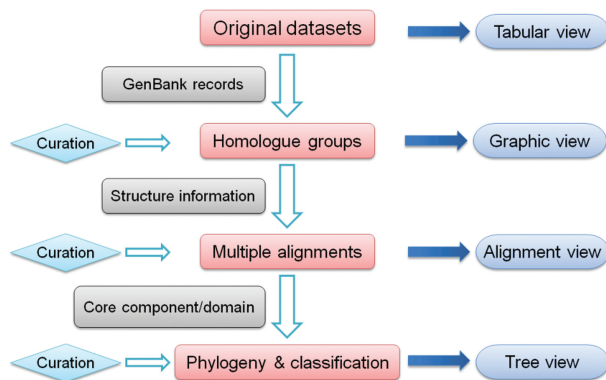 Original datasets
Tabular view
GenBank records
Curation
Homologue groups
Graphic view
Structure information
Curation
Multiple alignments
Alignment view
Core component/domain
Curation
Phylogeny & classification
Tree view